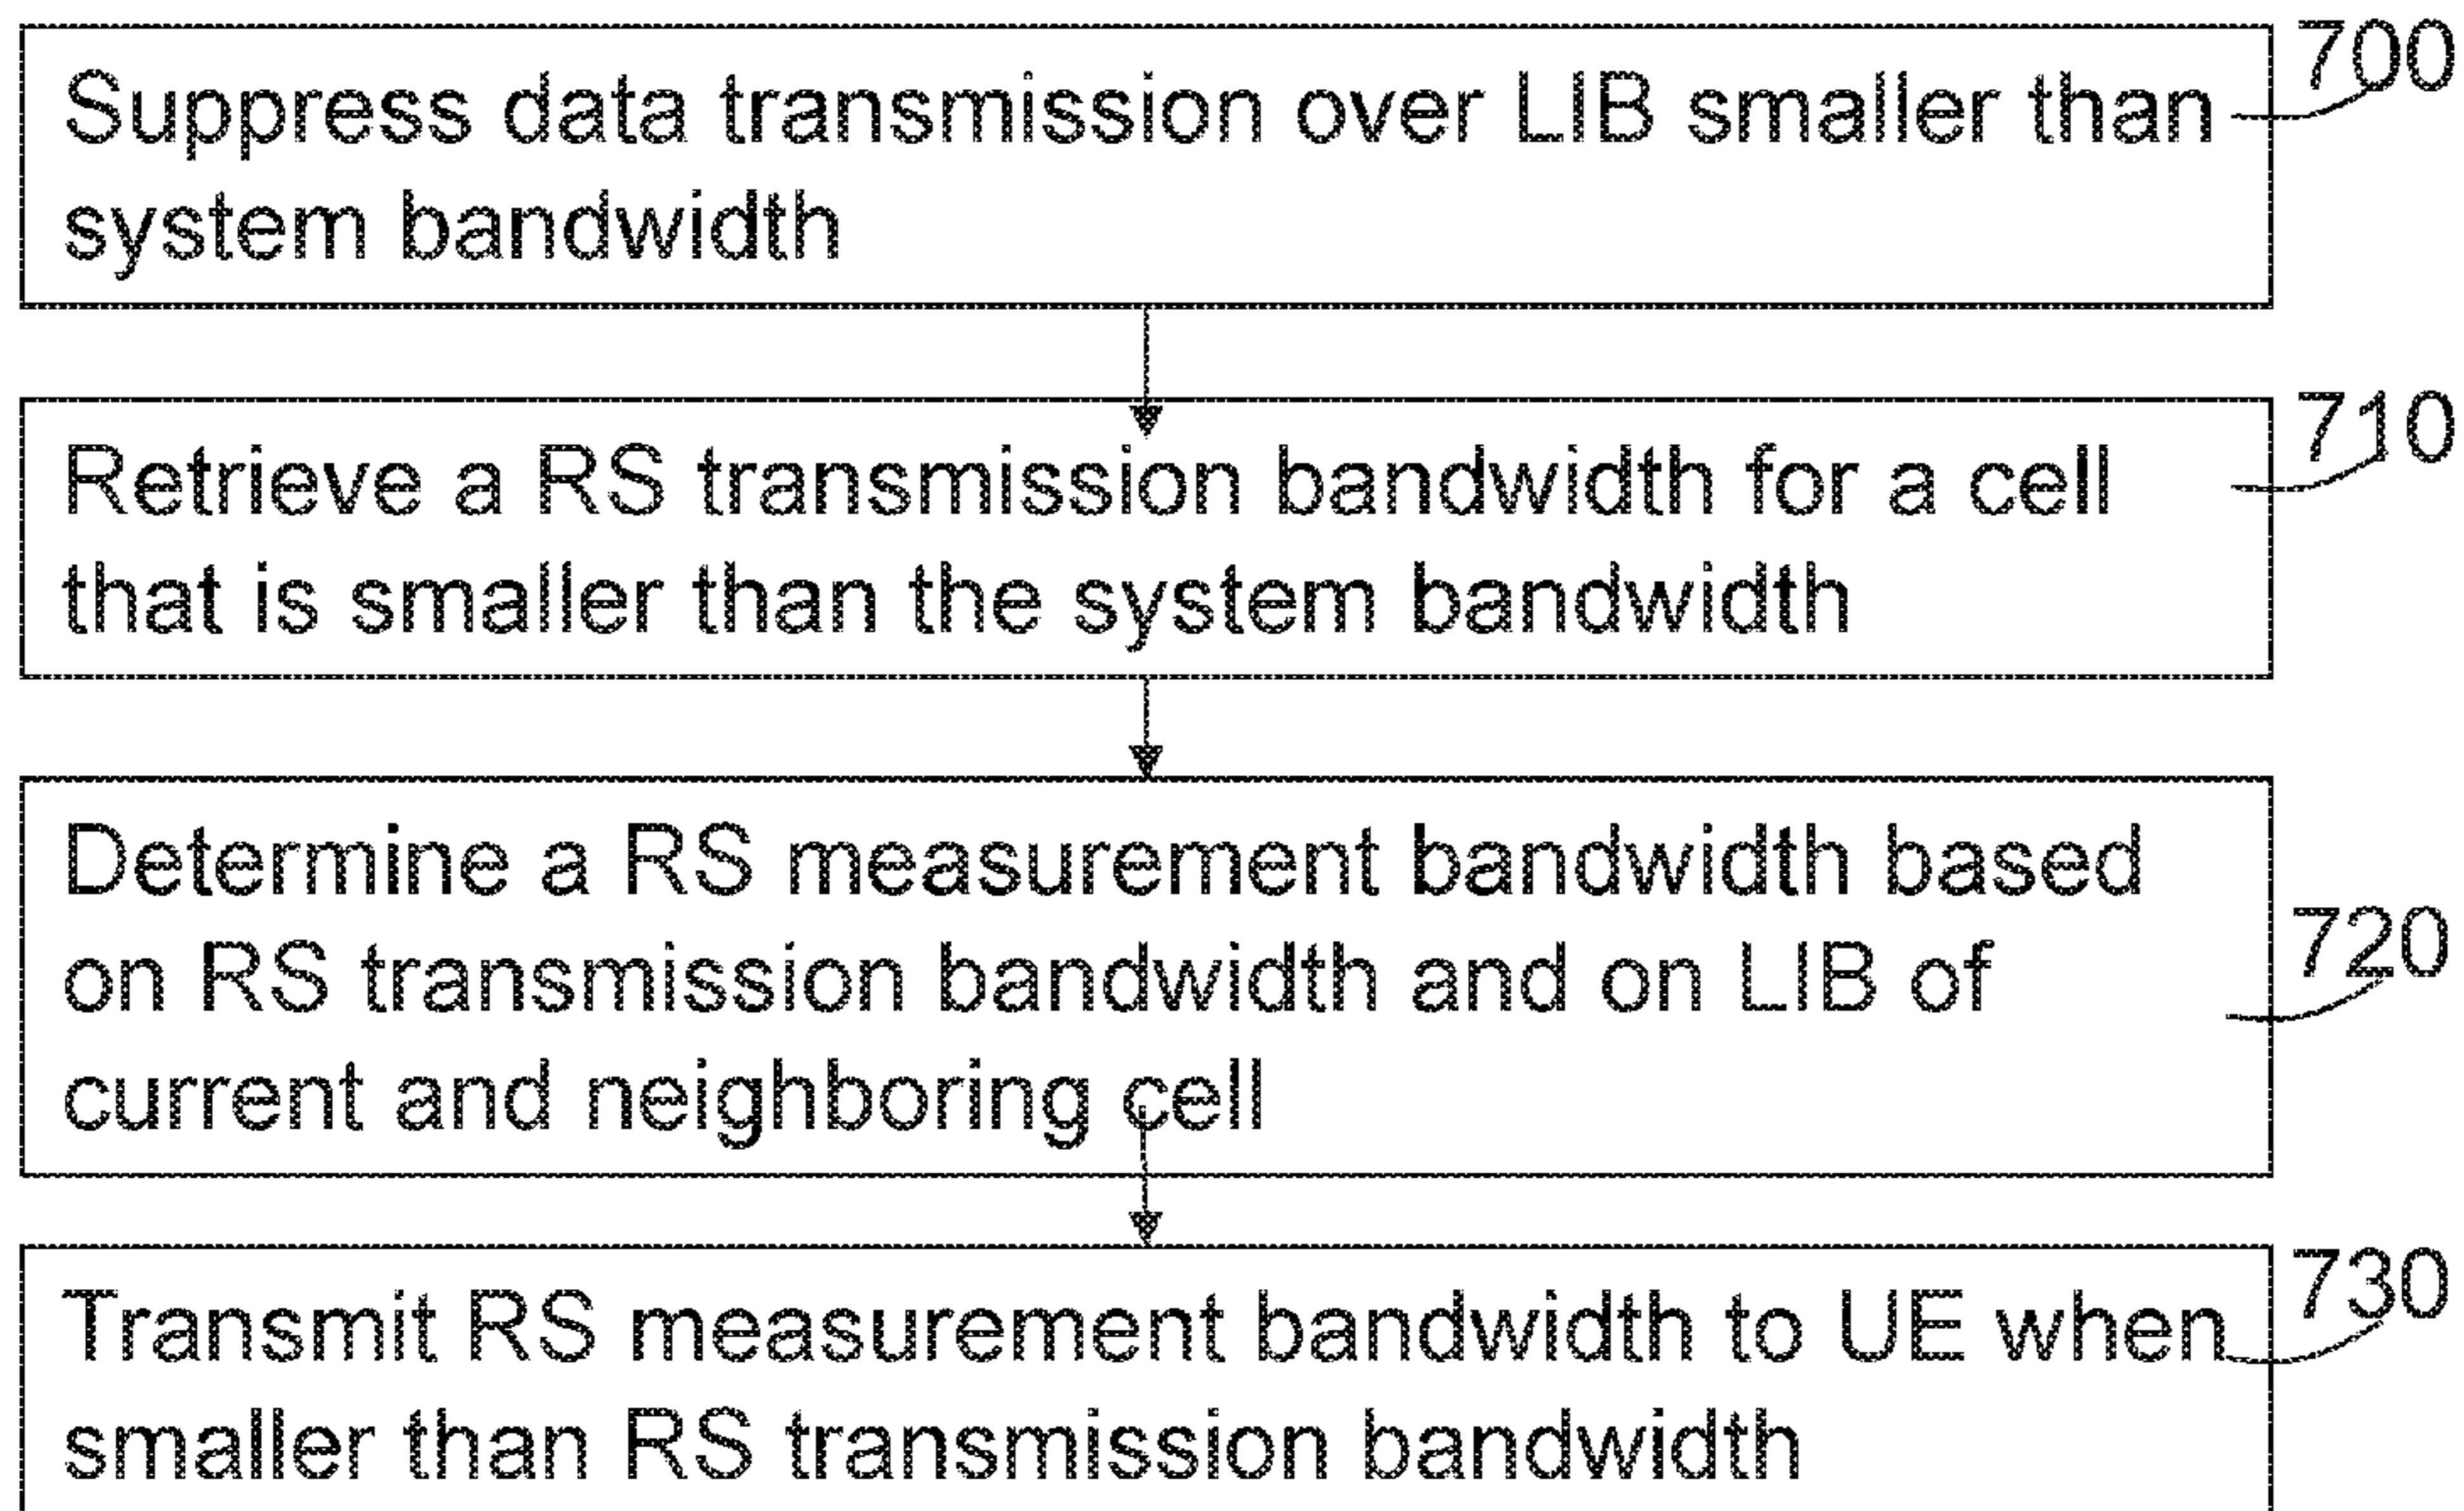 700
Suppress data transmission over LIB smaller than
system bandwidth
710
Retrieve a RS transmission bandwidth for a cell
that is smaller than the system bandwidth
Determine a RS measurement bandwidth based
720
on RS transmission bandwidth and on LIB of
current and neighboring cell
730
Transmit RS measurement bandwidth to UE when
smaller than RS transmission bandwidth